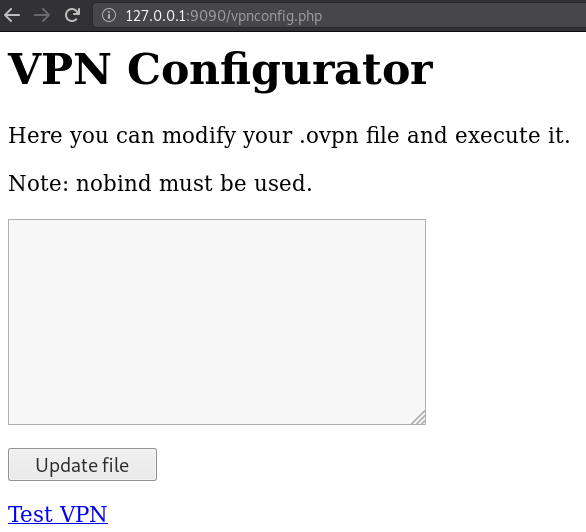 127.0.0.1:9090/vpnconfig.php
VPN Configurator
Here you can modify your .ovpn file and execute it.
Note: nobind must be used.
Update file
Test VPN